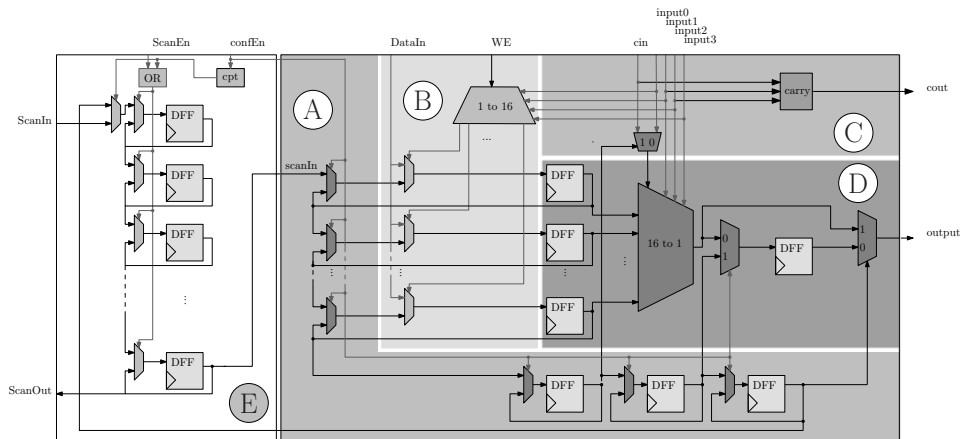 input0
input1
input2
input3
ScanEn
confEn
DataIn
WE
cin
OR
cpt
A
B
C
D
E
1 to 16
...
carry
cout
ScanIn
DFF
1 0
scanIn
DFF
DFF
DFF
DFF
16 to 1
0
1
DFF
1
0
output
...
...
...
...
...
DFF
DFF
DFF
ScanOut
DFF
DFF
DFF